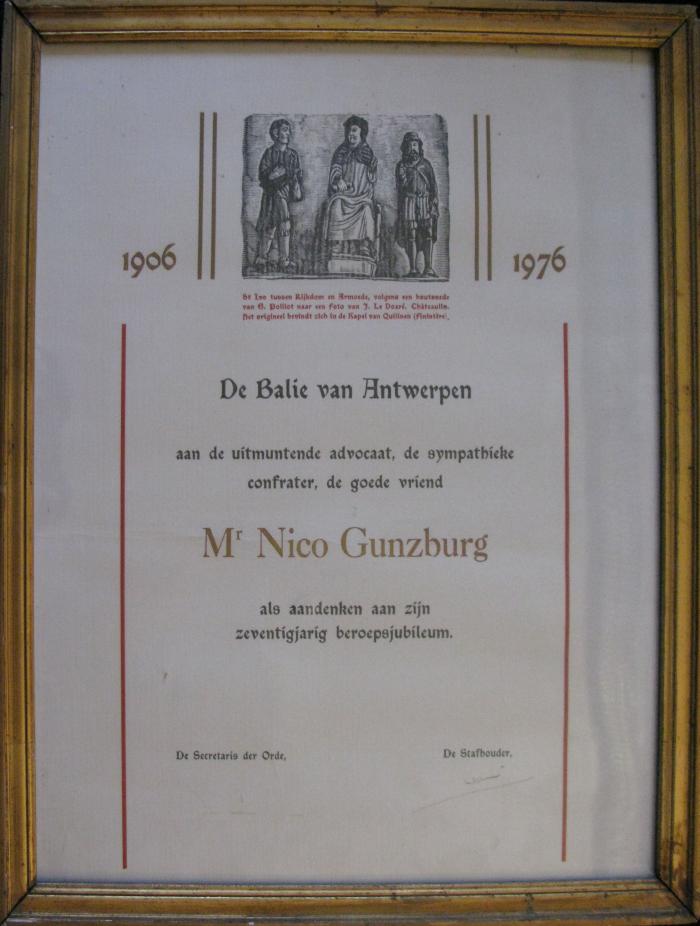 1906
1976
St Ivo tussen Rijkdom en Armoede, volgens een houtsnede
van G. Poilliot naar een foto van J. Le Doaré, Châteaulin.
Het origineel bevindt zich in de Kapel van Quilinen (Finistère).
De Balie van Antwerpen
aan de uitmuntende advocaat, de sympathieke
confrater, de goede vriend
Mr Nico Gunzburg
als aandenken aan zijn
zeventigjarig beroepsjubileum.
De Secretaris der Orde,
De Stafhouder,